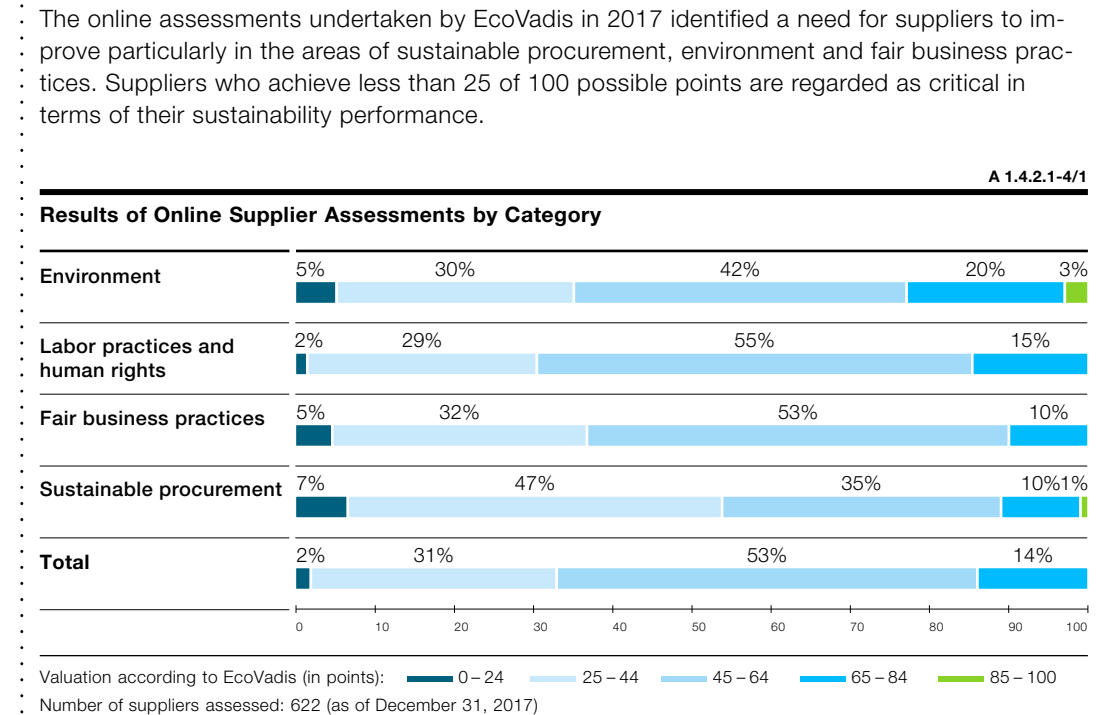 The online assessments undertaken by EcoVadis in 2017 identified a need for suppliers to im-
prove particularly in the areas of sustainable procurement, environment and fair business prac-
tices. Suppliers who achieve less than 25 of 100 possible points are regarded as critical in
terms of their sustainability performance.
A 1.4.2.1-4/1
Results of Online Supplier Assessments by Category
Environment
5% 30% 42% 20% 3%
Labor practices and
human rights
2% 29% 55% 15%
Fair business practices
5% 32% 53% 10%
Sustainable procurement
7% 47% 35% 10% 1%
Total
2% 31% 53% 14%
0 10 20 30 40 50 60 70 80 90 100
Valuation according to EcoVadis (in points): 0 – 24 25 – 44 45 – 64 65 – 84 85 – 100
Number of suppliers assessed: 622 (as of December 31, 2017)